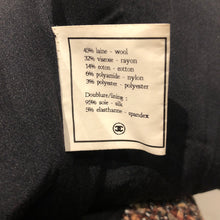 45% laine - wool
32% viscose - rayon
14% coton - cotton
6% polyamide - nylon
3% polyester - polyester
Doublure/lining :
95% soie - silk
5% elasthanne - spandex